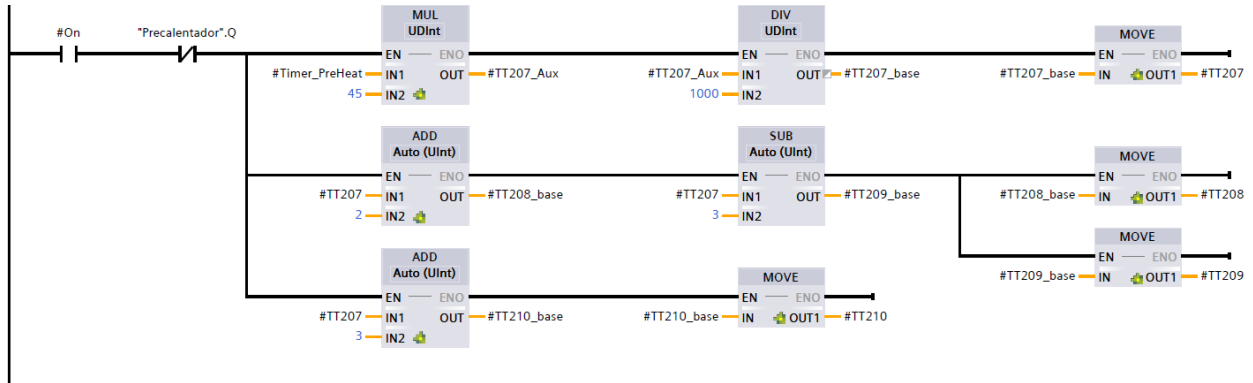 MUL DIV
#On "Precalentador".Q UDInt UDInt MOVE
EN ENO EN ENO EN ENO
#Timer_PreHeat IN1 OUT #TT207_Aux #TT207_Aux IN1 OUT #TT207_base #TT207_base IN OUT1 #TT207
45 IN2 1000 IN2
ADD SUB
Auto (UInt) Auto (UInt) MOVE
EN ENO EN ENO EN ENO
#TT207 IN1 OUT #TT208_base #TT207 IN1 OUT #TT209_base #TT208_base IN OUT1 #TT208
2 IN2 3 IN2
MOVE
ADD EN ENO
Auto (UInt) MOVE #TT209_base IN OUT1 #TT209
EN ENO EN ENO
#TT207 IN1 OUT #TT210_base #TT210_base IN OUT1 #TT210
3 IN2